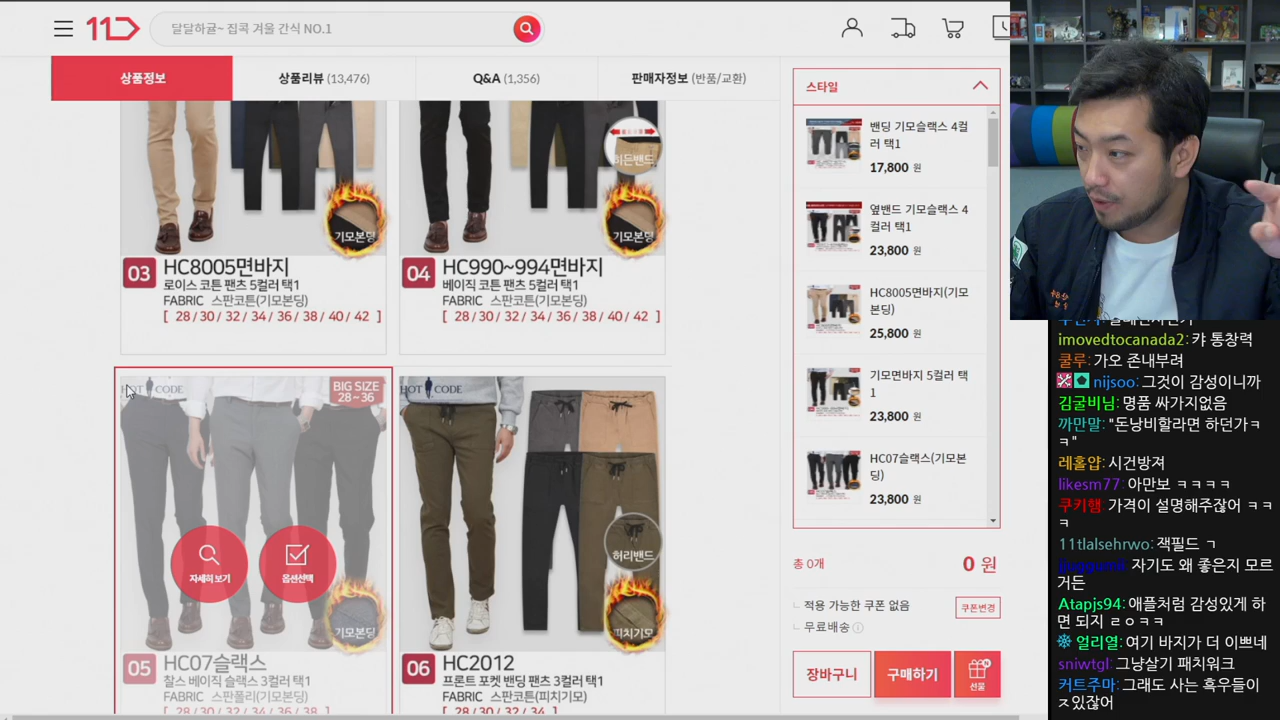 11
달달하귤~ 집콕 겨울 간식 NO.1
상품정보
상품리뷰 (13,476)
Q&A (1,356)
판매자정보 (반품/교환)
히든밴드
기모본딩
기모본딩
03
HC8005면바지
로이스 코튼 팬츠 5컬러 택1
FABRIC 스판코튼(기모본딩)
[ 28 / 30 / 32 / 34 / 36 / 38 / 40 / 42 ]
04
HC990~994면바지
베이직 코튼 팬츠 5컬러 택1
FABRIC 스판코튼(기모본딩)
[ 28 / 30 / 32 / 34 / 36 / 38 / 40 / 42 ]
HOT CODE
BIG SIZE
28~36
자세히 보기
옵션선택
기모본딩
05
HC07슬랙스
찰스 베이직 슬랙스 3컬러 택1
FABRIC 스판폴리(기모본딩)
[ 28 / 30 / 32 / 34 / 36 / 38 ]
HOT CODE
허리밴드
피치기모
06
HC2012
프론트 포켓 밴딩 팬츠 3컬러 택1
FABRIC 스판코튼(피치기모)
[ 28 / 30 / 32 / 34 ]
스타일
밴딩 기모슬랙스 4컬
러 택1
17,800 원
옆밴드 기모슬랙스 4
컬러 택1
23,800 원
HC8005면바지(기모
본딩)
25,800 원
기모면바지 5컬러 택
1
23,800 원
HC07슬랙스(기모본
딩)
23,800 원
총 0개
0 원
적용 가능한 쿠폰 없음
쿠폰변경
무료배송
장바구니
구매하기
선물
imovedtocanada2: 캬 통창력
쿨루: 가오 존내부려
nijsoo: 그것이 감성이니까
김굴비님: 명품 싸가지없음
까만말: "돈낭비할라면 하던가ㅋ
ㅋ"
레홀얍: 시건방져
likesm77: 아만보 ㅋㅋㅋㅋ
쿠키햄: 가격이 설명해주잖어 ㅋㅋ
ㅋ
11tlalsehrwo: 잭필드 ㄱ
자기도 왜 좋은지 모르
거든
Atapjs94: 애플처럼 감성있게 하
면 되지 ㄹㅇㅋㅋ
얼리열: 여기 바지가 더 이쁘네
sniwtgl: 그냥살기 패치워크
커트주마: 그래도 사는 흑우들이
ㅈ있잖어